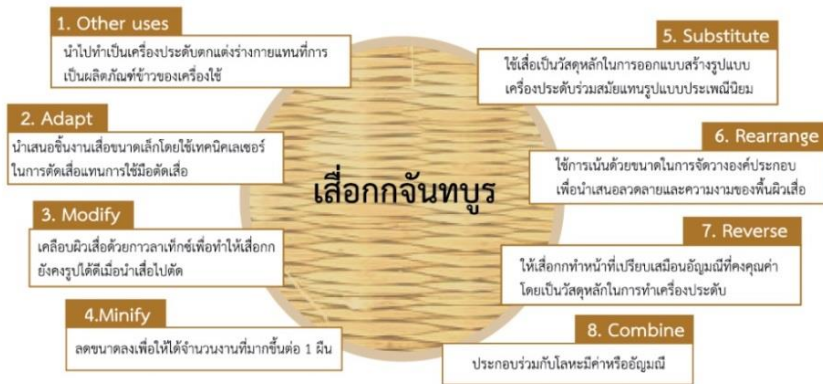 1. Other uses
นำไปทำเป็นเครื่องประดับตกแต่งร่างกายแทนที่การ
เป็นผลิตภัณฑ์ข้าวของเครื่องใช้
2. Adapt
นำเสนอชิ้นงานเสื่อขนาดเล็กโดยใช้เทคนิคเลเซอร์
ในการตัดเสื่อแทนการใช้มือตัดเสื่อ
3. Modify
เคลือบผิวเสื่อด้วยกาวลาเท็กซ์เพื่อทำให้เสื่อกก
ยังคงรูปได้ดีเมื่อนำเสื่อไปตัด
4.Minify
ลดขนาดลงเพื่อให้ได้จำนวนงานที่มากขึ้นต่อ 1 ผืน
เสื่อกกจันทบูร
5. Substitute
ใช้เสื่อเป็นวัสดุหลักในการออกแบบสร้างรูปแบบ
เครื่องประดับร่วมสมัยแทนรูปแบบประเพณีนิยม
6. Rearrange
ใช้การเน้นด้วยขนาดในการจัดวางองค์ประกอบ
เพื่อนำเสนอลวดลายและความงามของพื้นผิวเสื่อ
7. Reverse
ให้เสื่อกกทำหน้าที่เปรียบเสมือนอัญมณีที่คงคุณค่า
โดยเป็นวัสดุหลักในการทำเครื่องประดับ
8. Combine
ประกอบร่วมกับโลหะมีค่าหรืออัญมณี